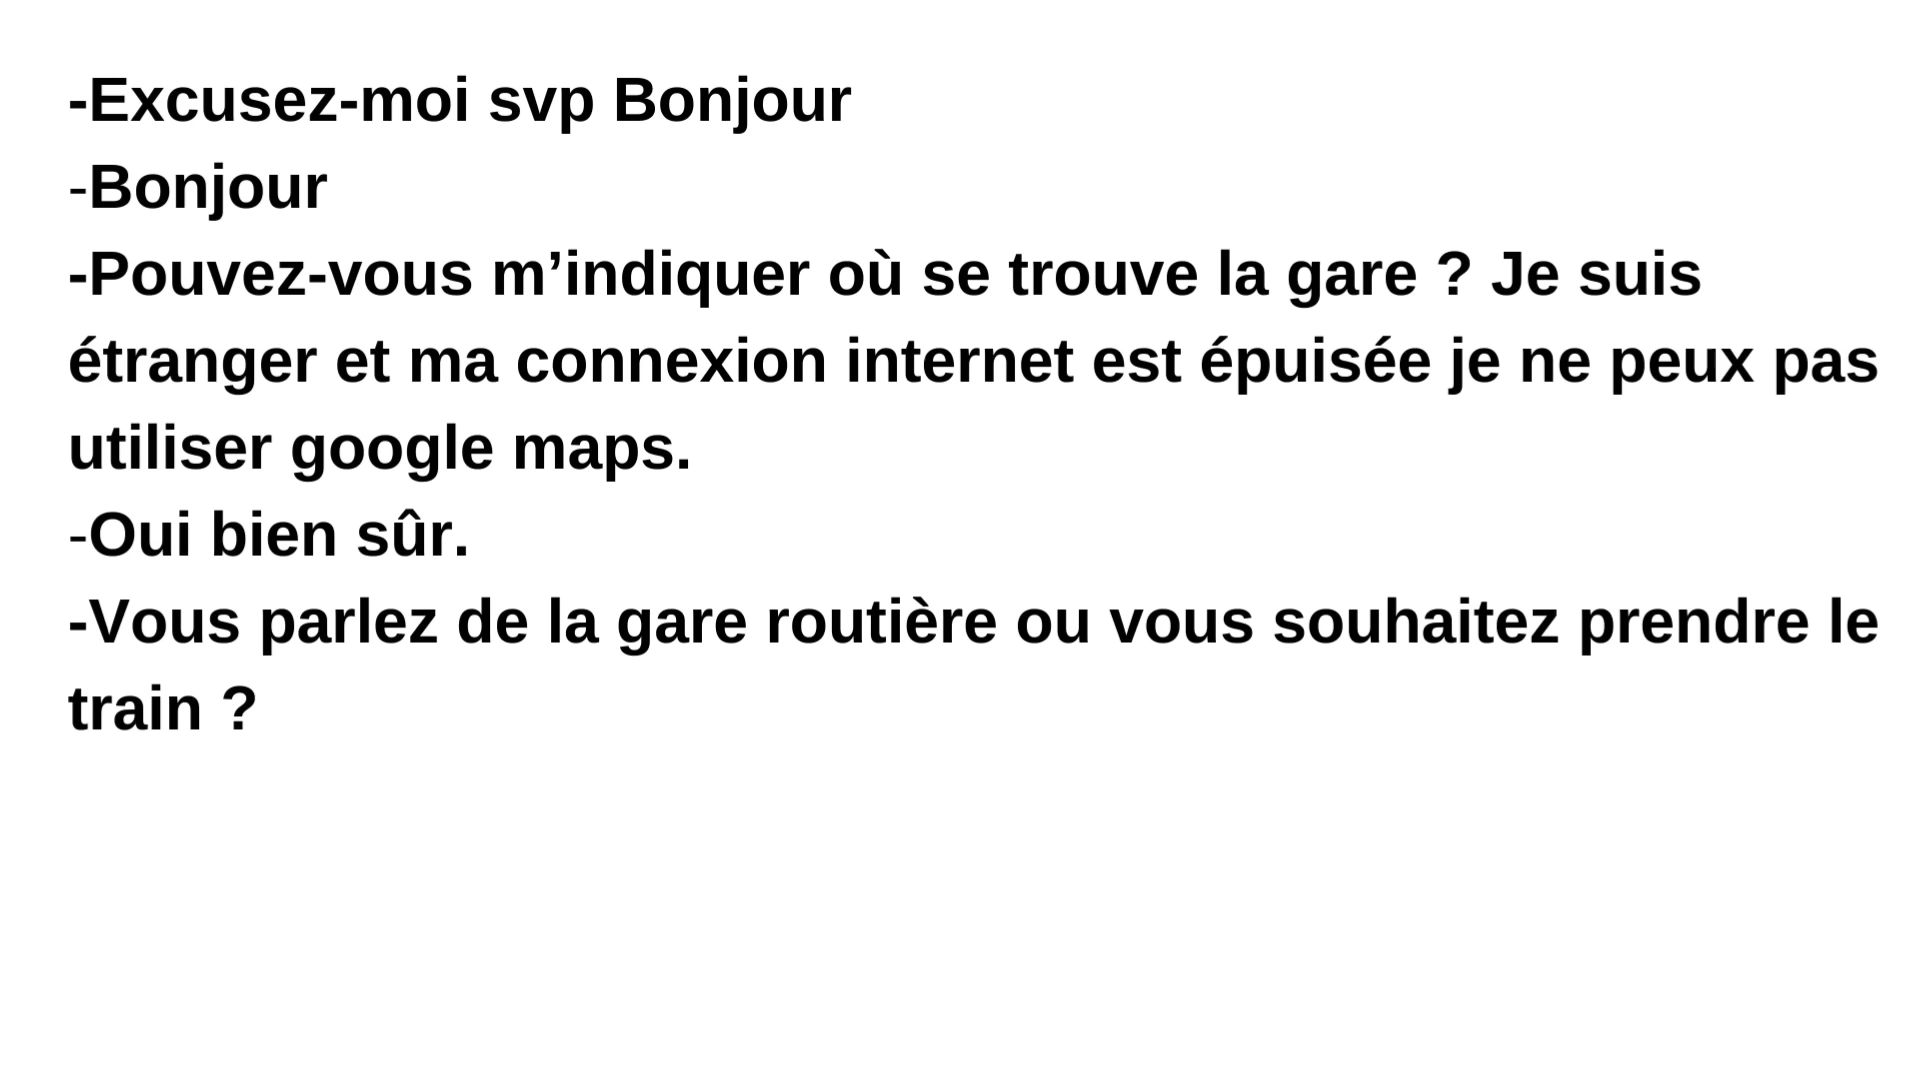 -Excusez-moi svp Bonjour
-Bonjour
-Pouvez-vous m’indiquer où se trouve la gare ? Je suis
étranger et ma connexion internet est épuisée je ne peux pas
utiliser google maps.
-Oui bien sûr.
-Vous parlez de la gare routière ou vous souhaitez prendre le
train ?